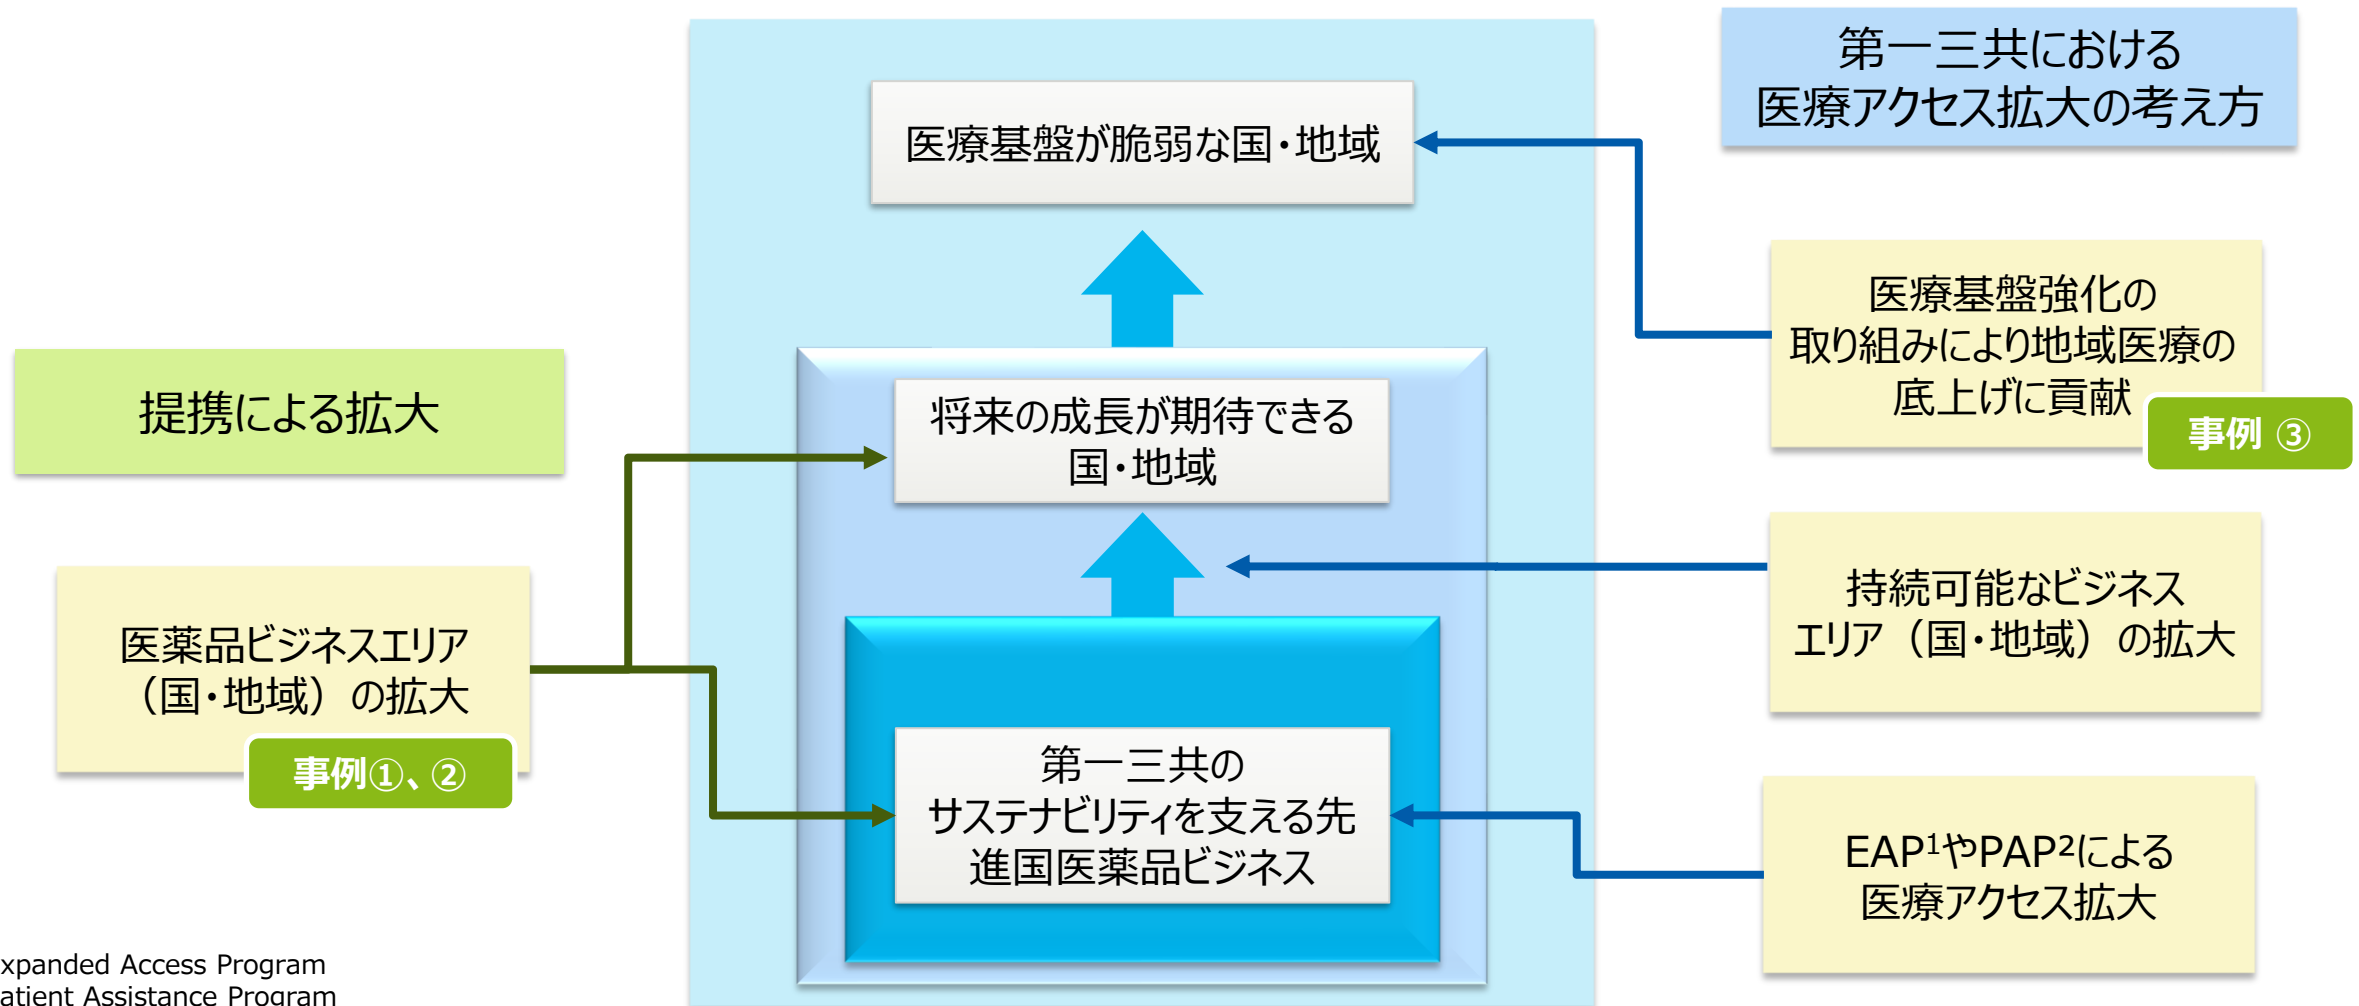 第一三共における
医療アクセス拡大の考え方
医療基盤が脆弱な国・地域
医療基盤強化の
取り組みにより地域医療の
底上げに貢献
事例 ③
提携による拡大
将来の成長が期待できる
国・地域
持続可能なビジネス
エリア（国・地域）の拡大
医薬品ビジネスエリア
（国・地域）の拡大
事例①、②
第一三共の
サステナビリティを支える先
進国医薬品ビジネス
EAP¹やPAP²による
医療アクセス拡大
xpanded Access Program
atient Assistance Program